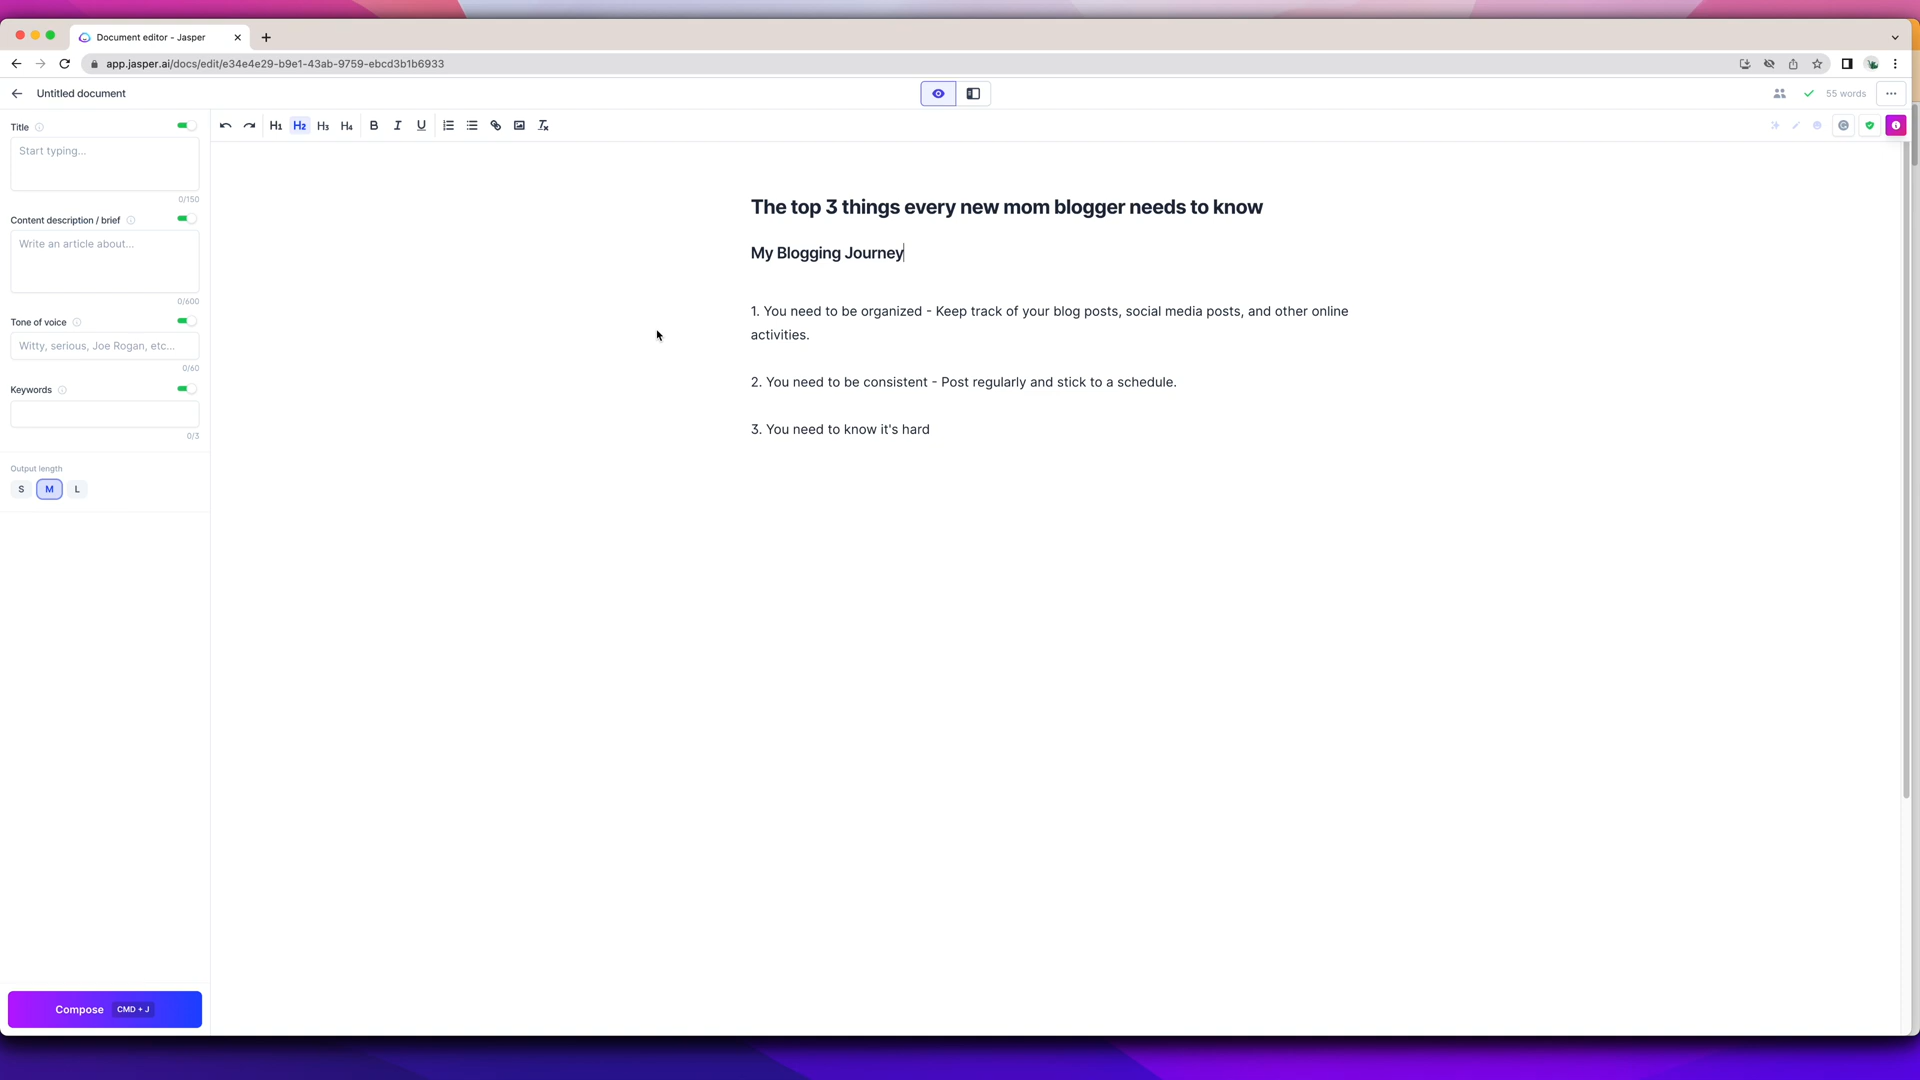 Document editor - Jasper
app.jasper.ai/docs/edit/e34e4e29-b9e1-43ab-9759-ebcd3b1b6933
Untitled document
55 words
Title
Start typing...
0/150
Content description / brief
Write an article about...
0/600
Tone of voice
Witty, serious, Joe Rogan, etc...
0/60
Keywords
0/3
Output length
S M L
Compose CMD + J
H1 H2 H3 H4 B I U
The top 3 things every new mom blogger needs to know
My Blogging Journey
1. You need to be organized - Keep track of your blog posts, social media posts, and other online
activities.
2. You need to be consistent - Post regularly and stick to a schedule.
3. You need to know it's hard